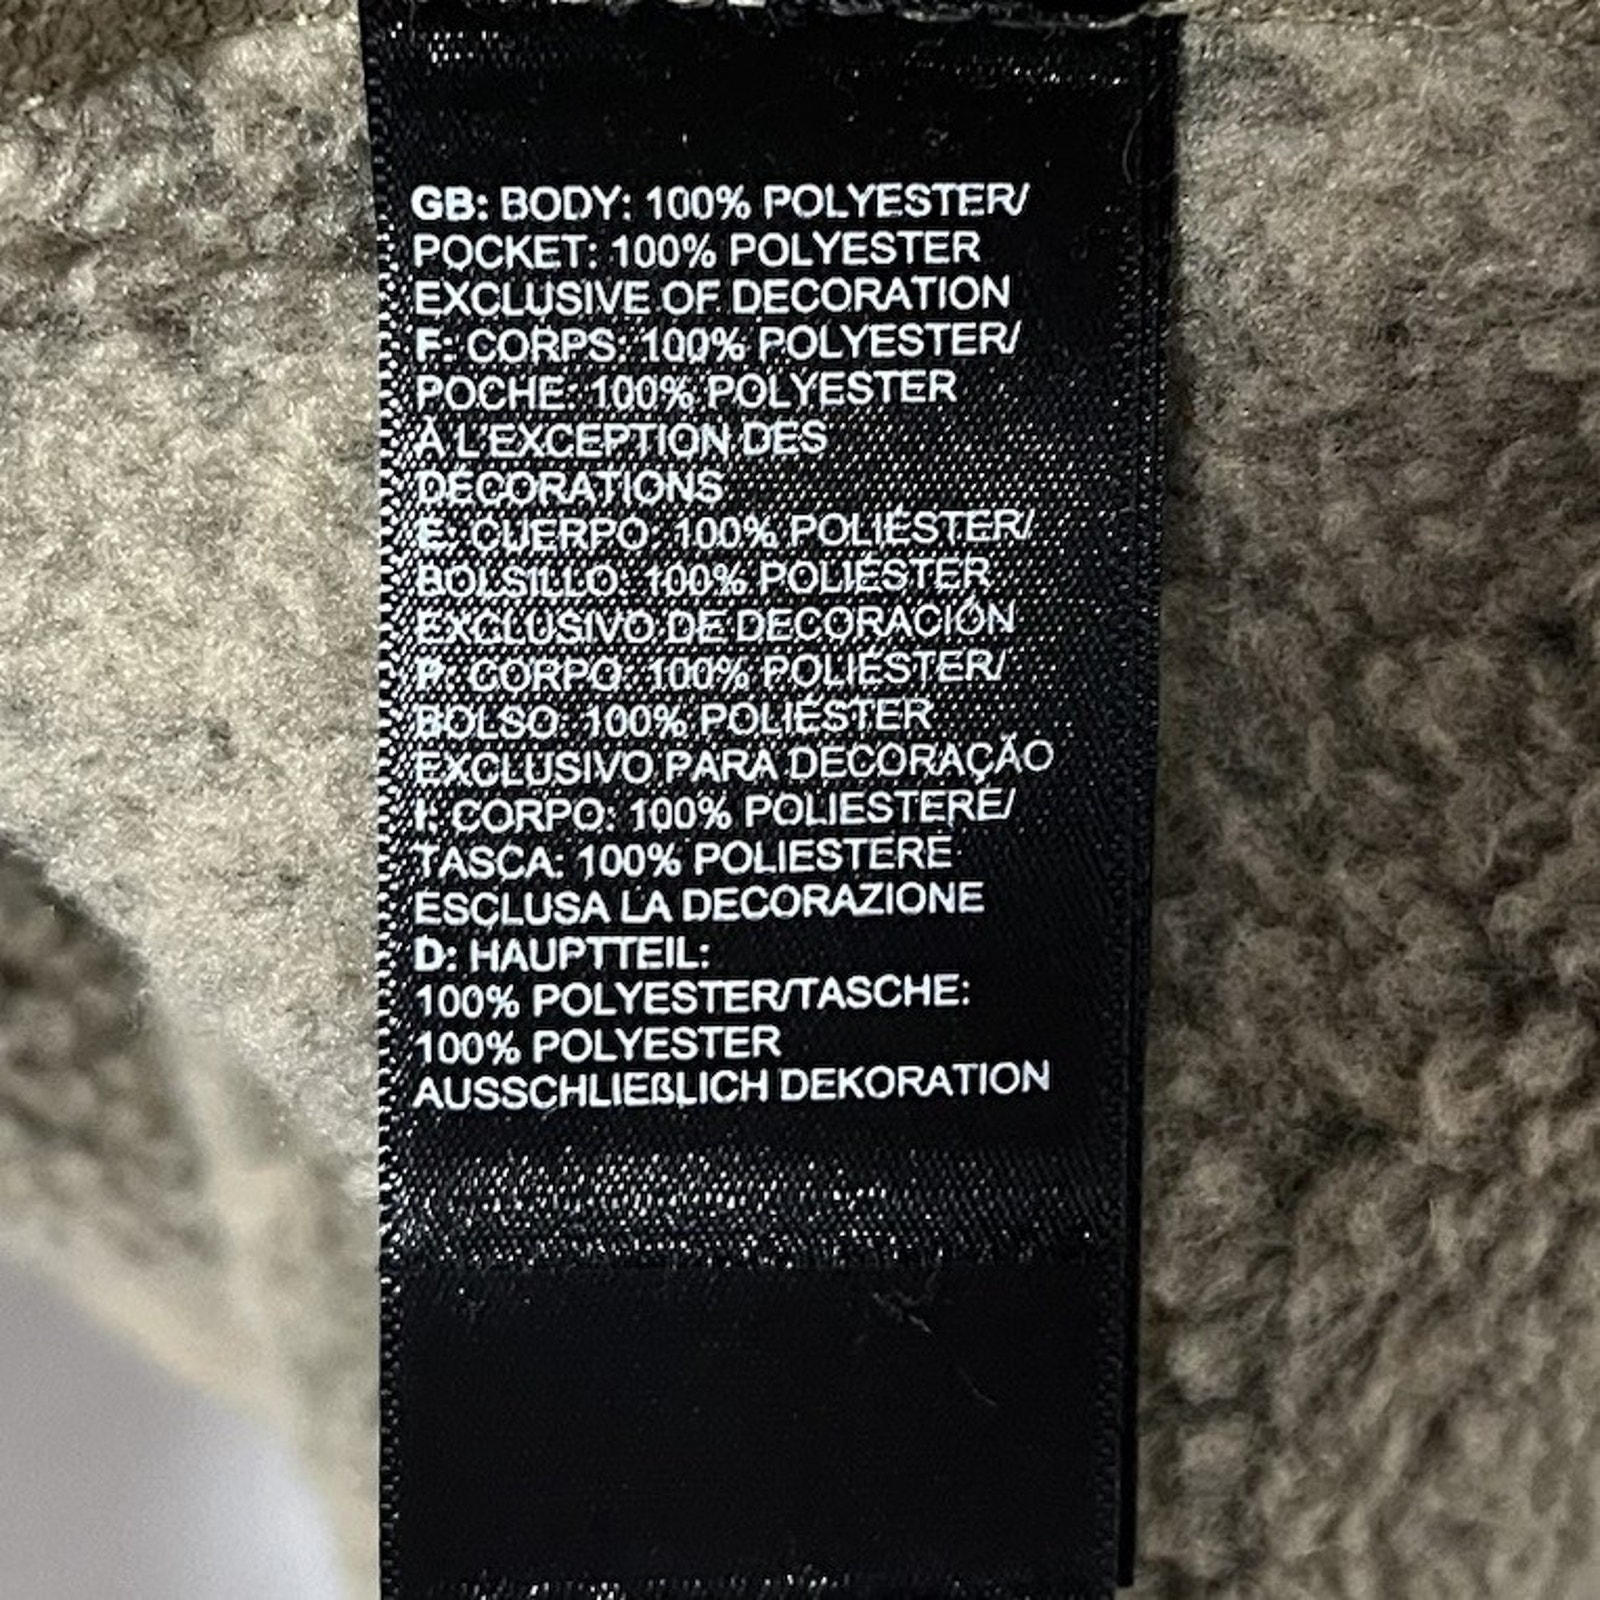 GB: BODY: 100% POLYESTER/
POCKET: 100% POLYESTER
EXCLUSIVE OF DECORATION
F: CORPS: 100% POLYESTER/
POCHE: 100% POLYESTER
À L'EXCEPTION DES
DÉCORATIONS
E: CUERPO: 100% POLIÉSTER/
BOLSILLO: 100% POLIÉSTER
EXCLUSIVO DE DECORACIÓN
P: CORPO: 100% POLIÉSTER/
BOLSO: 100% POLIÉSTER
EXCLUSIVO PARA DECORAÇÃO
I: CORPO: 100% POLIESTERE/
TASCA: 100% POLIESTERE
ESCLUSA LA DECORAZIONE
D: HAUPTTEIL:
100% POLYESTER/TASCHE:
100% POLYESTER
AUSSCHLIEßLICH DEKORATION